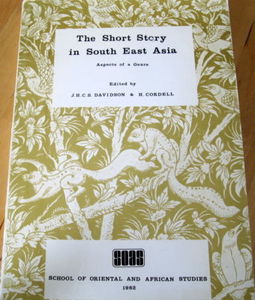 The Short Story
in South East Asia
Aspects of a Genre
Edited by
J.H.C.S. DAVIDSON & H. CORDELL
SOAS
SCHOOL OF ORIENTAL AND AFRICAN STUDIES
1982